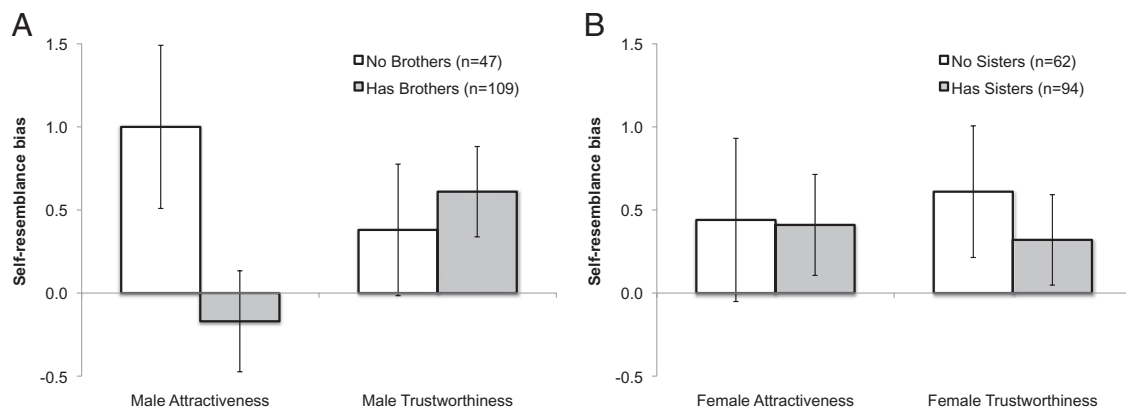 A
Self-resemblance bias
1.5
1.0
0.5
0.0
-0.5
No Brothers (n=47)
Has Brothers (n=109)
Male Attractiveness
Male Trustworthiness
B
Self-resemblance bias
1.5
1.0
0.5
0.0
-0.5
No Sisters (n=62)
Has Sisters (n=94)
Female Attractiveness
Female Trustworthiness